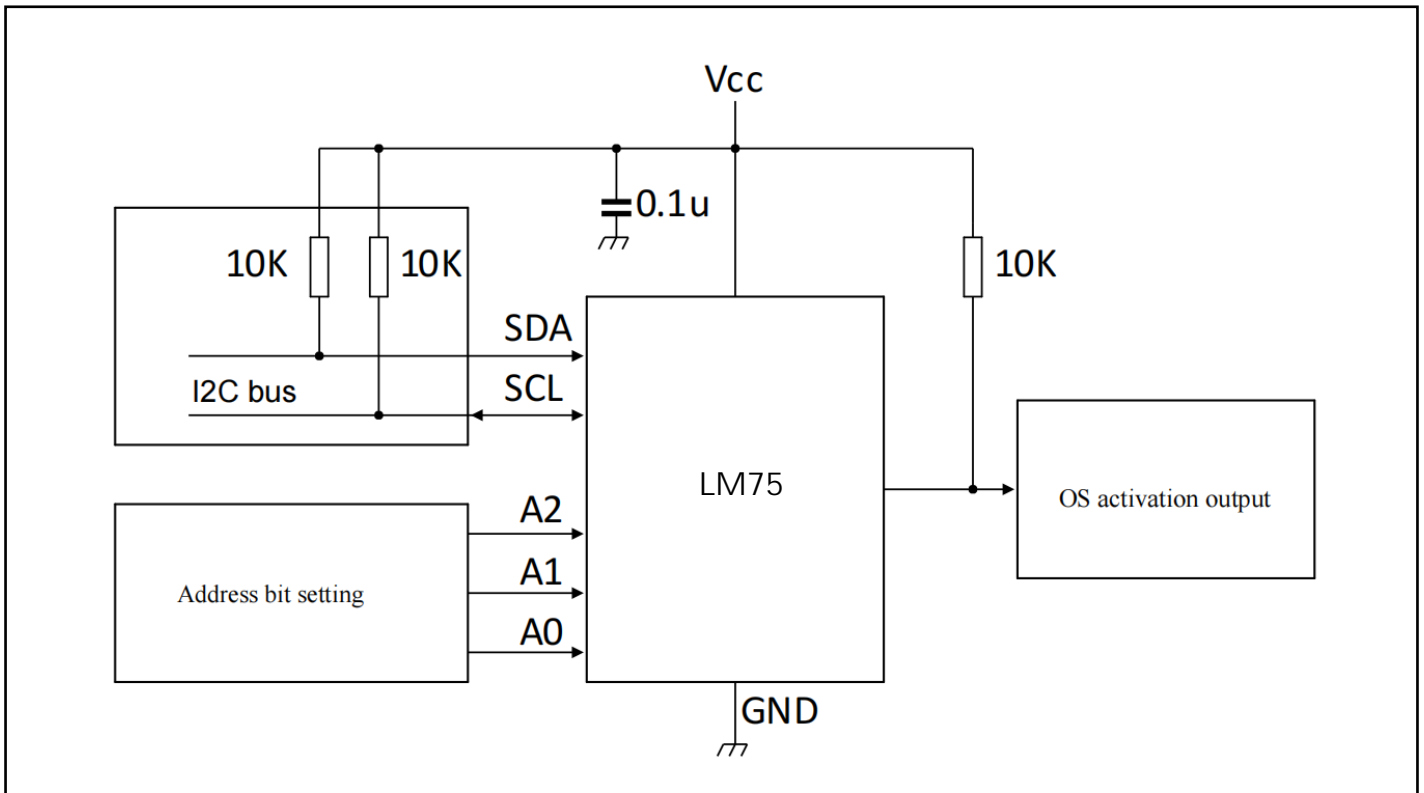 Vcc
0.1u
10K
10K
10K
SDA
I2C bus
SCL
LM75
OS activation output
A2
Address bit setting
A1
A0
GND